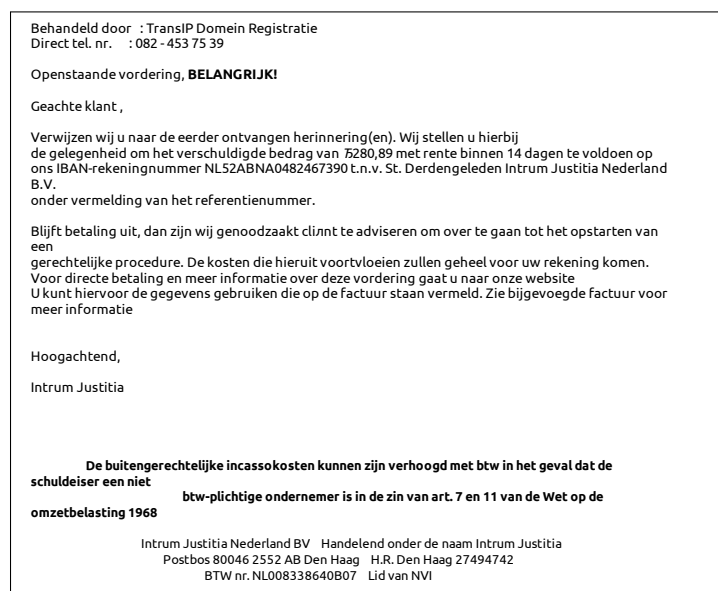 Behandeld door : TransIP Domein Registratie
Direct tel. nr. : 082 - 453 75 39
Openstaande vordering, BELANGRIJK!
Geachte klant ,
Verwijzen wij u naar de eerder ontvangen herinnering(en). Wij stellen u hierbij
de gelegenheid om het verschuldigde bedrag van Ђ280,89 met rente binnen 14 dagen te voldoen op
ons IBAN-rekeningnummer NL52ABNA0482467390 t.n.v. St. Derdengeleden Intrum Justitia Nederland
B.V.
onder vermelding van het referentienummer.
Blijft betaling uit, dan zijn wij genoodzaakt cliлnt te adviseren om over te gaan tot het opstarten van
een
gerechtelijke procedure. De kosten die hieruit voortvloeien zullen geheel voor uw rekening komen.
Voor directe betaling en meer informatie over deze vordering gaat u naar onze website
U kunt hiervoor de gegevens gebruiken die op de factuur staan vermeld. Zie bijgevoegde factuur voor
meer informatie
Hoogachtend,
Intrum Justitia
De buitengerechtelijke incassokosten kunnen zijn verhoogd met btw in het geval dat de
schuldeiser een niet
btw-plichtige ondernemer is in de zin van art. 7 en 11 van de Wet op de
omzetbelasting 1968
Intrum Justitia Nederland BV Handelend onder de naam Intrum Justitia
Postbos 80046 2552 AB Den Haag H.R. Den Haag 27494742
BTW nr. NL008338640B07 Lid van NVI